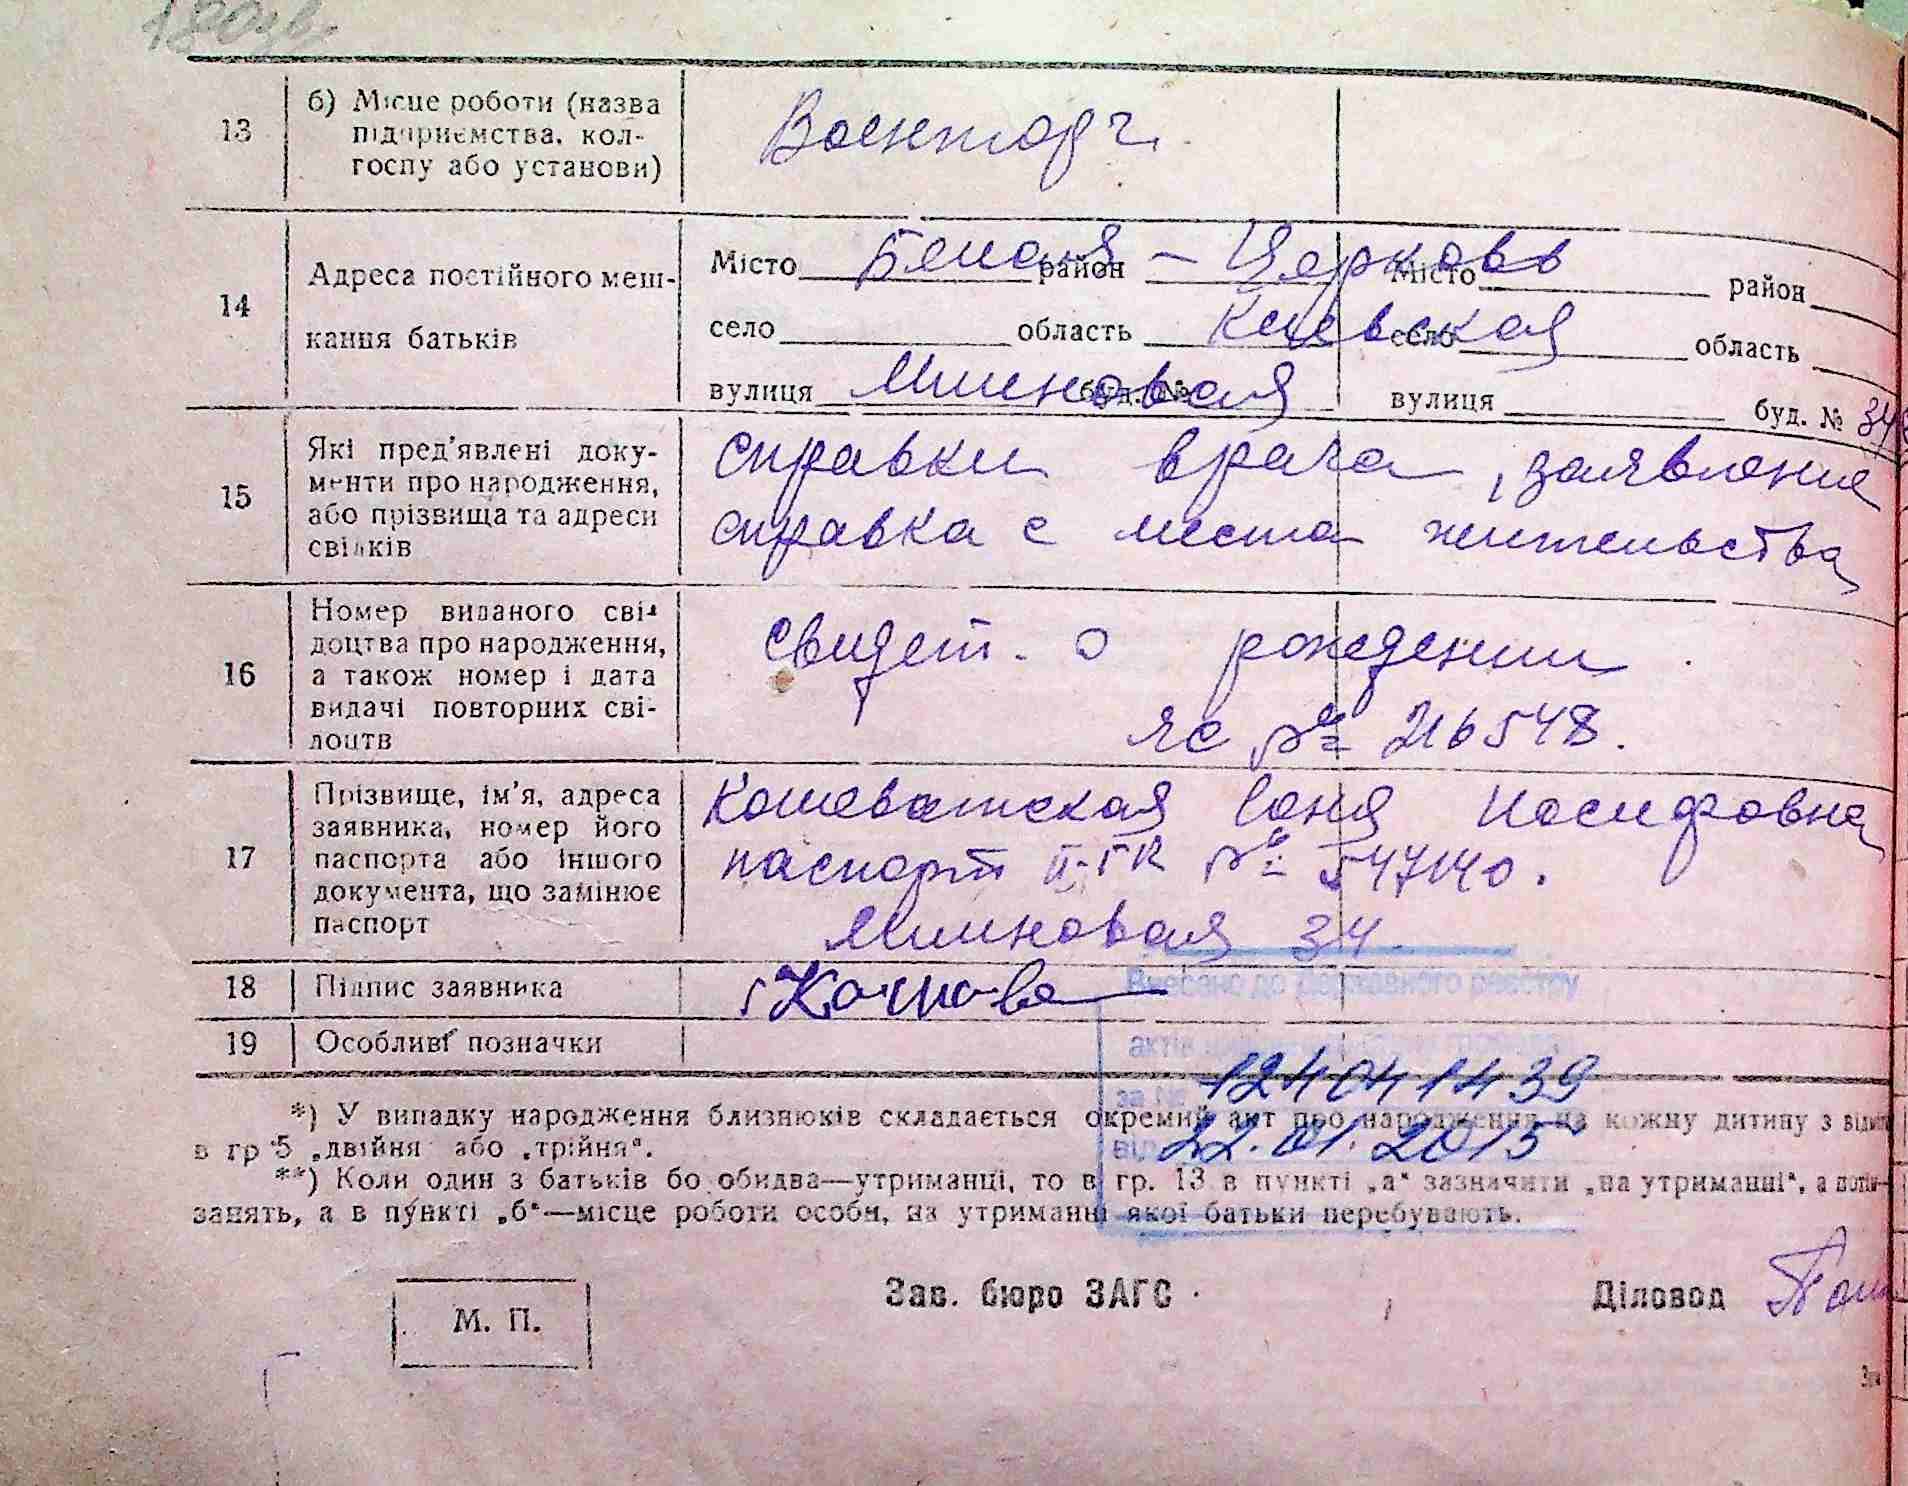 13
б) Місце роботи (назва
підприємства, кол-
госпу або установи)
Военторг.
14
Адреса постійного меш-
кання батьків
Місто Белая - Церковь район
Місто район
село область Киевская
село область
вулиця буд. №
вулиця буд. № 34
15
Які пред'явлені доку-
менти про народження,
або прізвища та адреси
свідків
справки врача, заявление
справка с места жительства
16
Номер виданого сві-
доцтва про народження,
а також номер і дата
видачі повторних сві-
доцтв
Свидет. о рождении
ЯС № 216548.
17
Прізвище, ім'я, адреса
заявника, номер його
паспорта або іншого
документа, що замінює
паспорт
Кошеватская Соня Иосифовна
паспорт № 547140.
34
18
Підпис заявника
19
Особливі позначки
Внесено до Державного реєстру
актів
за № 1240411439
від 22.01.2015
*) У випадку народження близнюків складається окремий акт про народження на кожну дитину з
в гр 5 „двійня або „трійня“.
**) Коли один з батьків бо обидва—утриманці, то в гр. 13 в пункті „а“ зазначити „на утриманні“, а
занять, а в пункті „б“—місце роботи особи, на утриманні якої батьки перебувають.
М. П.
Зав. бюро ЗАГС
Діловод